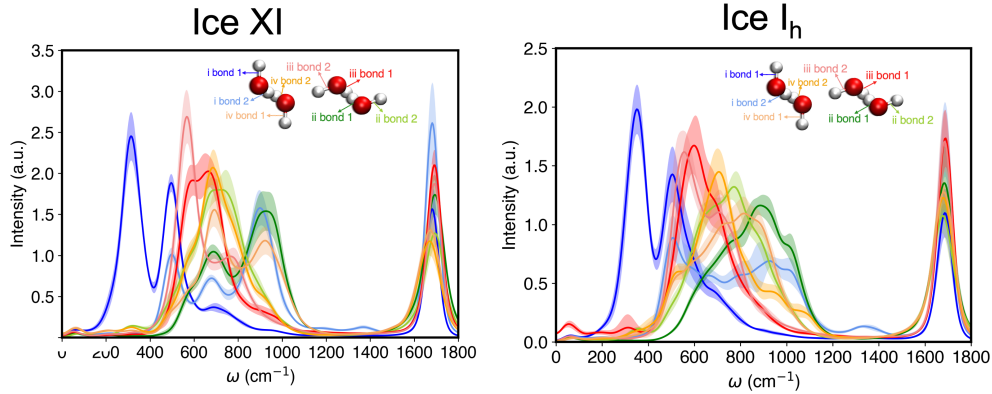 Ice XI
Ice Ih
Intensity (a.u.)
3.5
3.0
2.5
2.0
1.5
1.0
0.5
400 600 800 1000 1200 1400 1600 1800
ω (cm⁻¹)
i bond 1
iii bond 2
iv bond 2
iii bond 1
i bond 2
iv bond 1
ii bond 1
ii bond 2
Intensity (a.u.)
2.5
2.0
1.5
1.0
0.5
0.0
0 200 400 600 800 1000 1200 1400 1600 1800
ω (cm⁻¹)
i bond 1
iii bond 2
iv bond 2
iii bond 1
i bond 2
iv bond 1
ii bond 1
ii bond 2